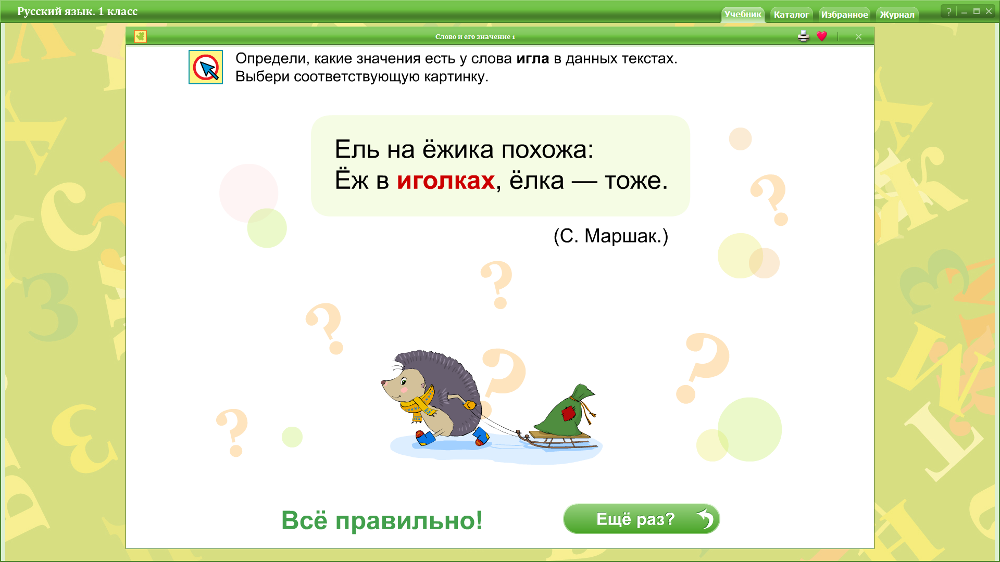 Русский язык. 1 класс
Учебник
Каталог
Избранное
Журнал
?
Слово и его значение 1
Определи, какие значения есть у слова игла в данных текстах.
Выбери соответствующую картинку.
Ель на ёжика похожа:
Ёж в иголках, ёлка — тоже.
(С. Маршак.)
Всё правильно!
Ещё раз?